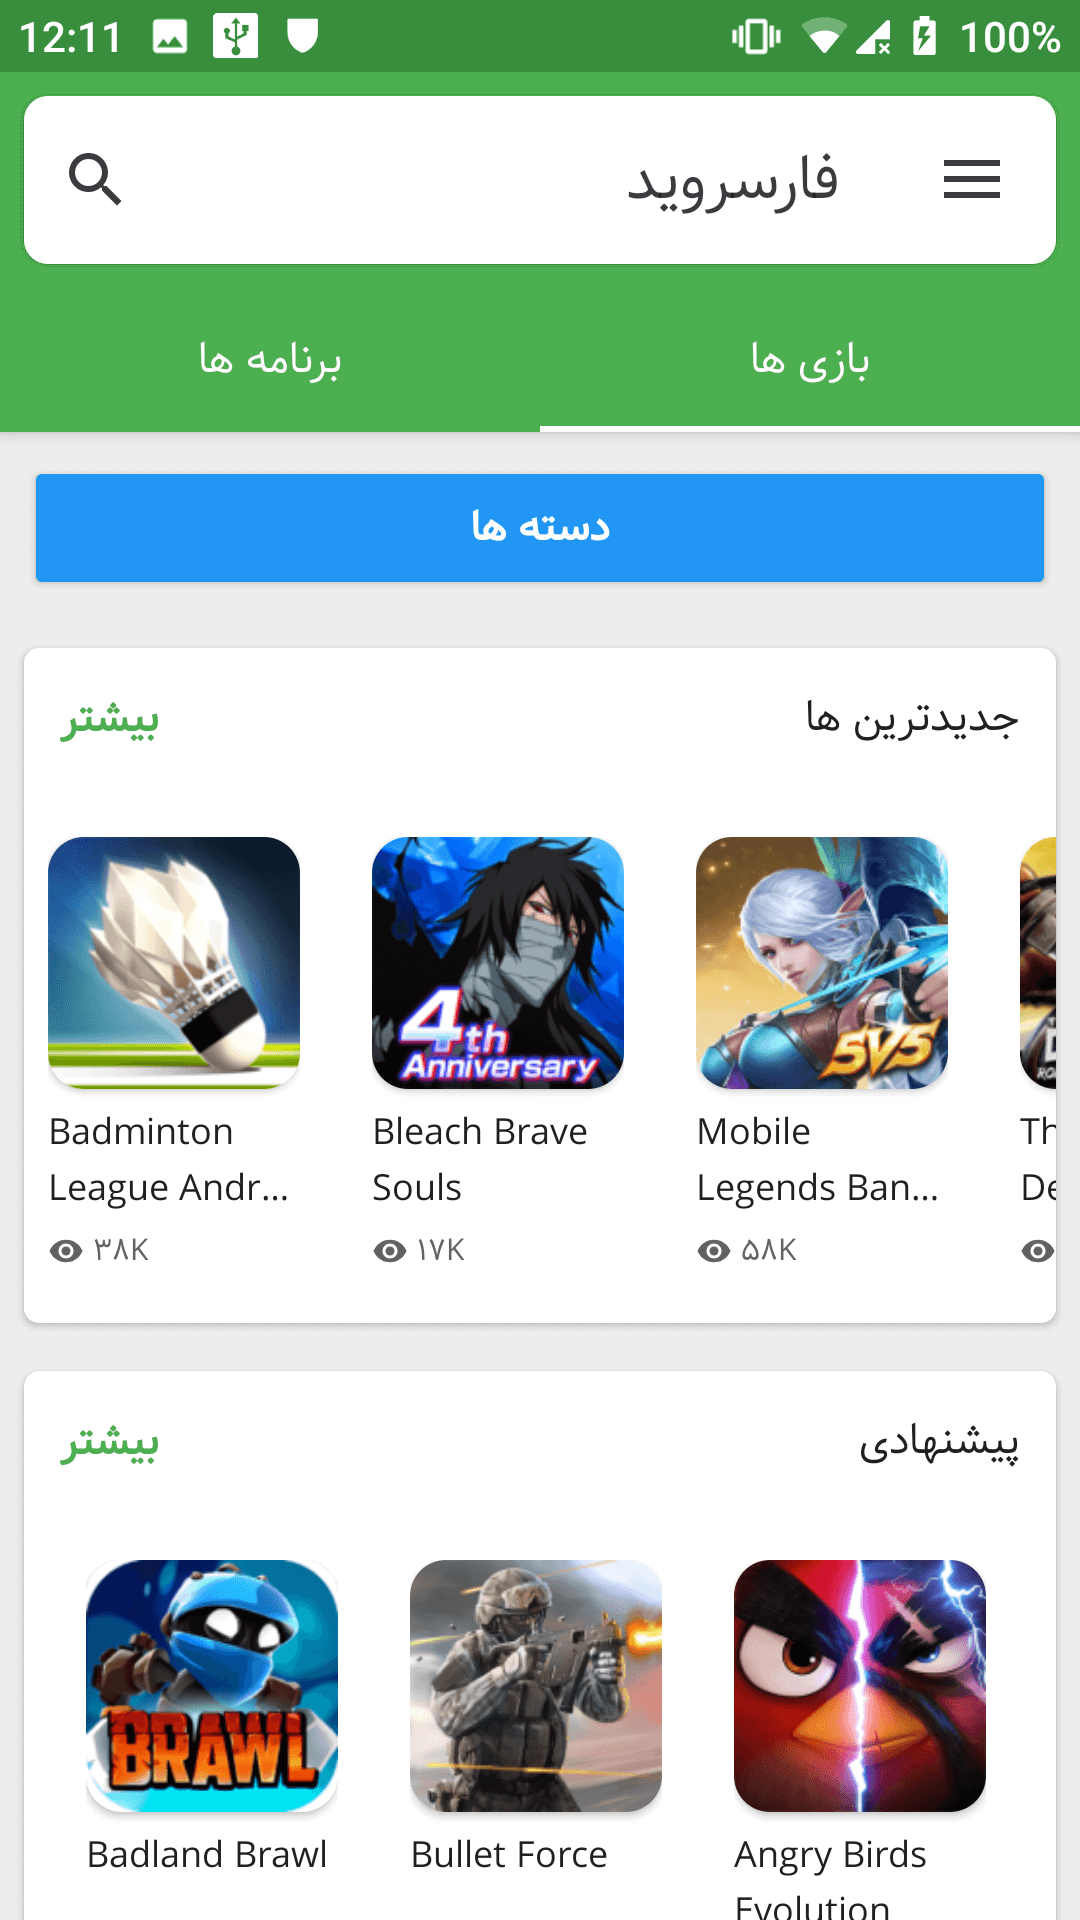 12:11
100%
فارسروید
بازی ها
برنامه ها
دسته ها
جدیدترین ها
بیشتر
4th
Anniversary
5V5
Badminton
League Andr...
۳۸K
Bleach Brave
Souls
۱۷K
Mobile
Legends Ban...
۵۸K
Th
De
پیشنهادی
بیشتر
BRAWL
Badland Brawl
Bullet Force
Angry Birds
Evolution